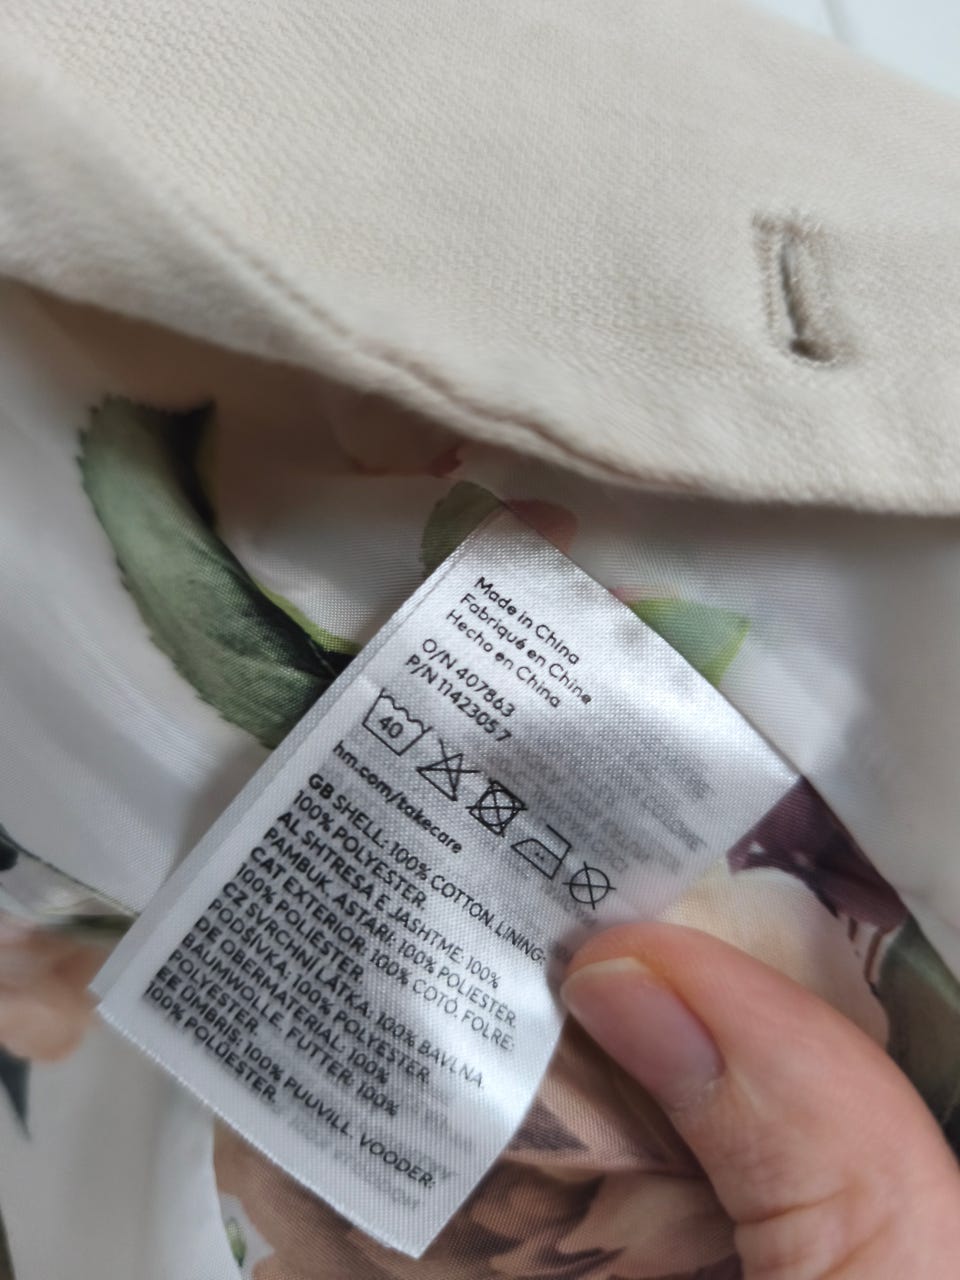 Made in China
Fabriqué en Chine
Hecho en China
O/N 407863
P/N 11423057
40
hm.com/takecare
GB SHELL: 100% COTTON. LINING:
100% POLYESTER.
AL SHTRESA E JASHTME: 100%
PAMBUK. ASTARI: 100% POLIESTËR.
CAT EXTERIOR: 100% COTÓ. FOLRE:
100% POLIÈSTER.
CZ SVRCHNI LÁTKA: 100% BAVLNA.
PODŠÍVKA: 100% POLYESTER.
DE OBERMATERIAL: 100%
BAUMWOLLE. FUTTER: 100%
POLYESTER.
EE ÜMBRIS: 100% PUUVILL. VOODER:
100% POLÜESTER.